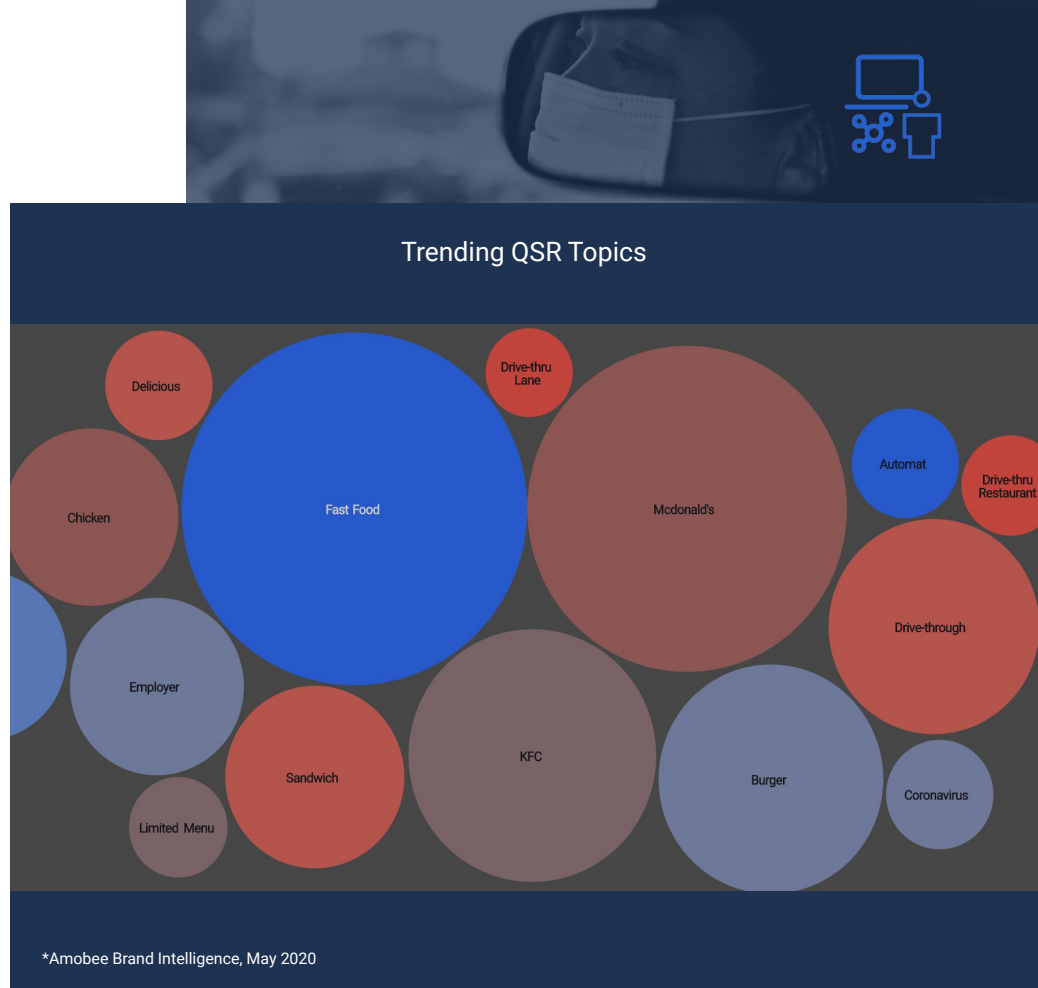 Trending QSR Topics
Delicious
Drive-thru
Lane
Chicken
Fast Food
Mcdonald's
Automat
Drive-thru
Restaurant
Drive-through
Employer
Sandwich
KFC
Burger
Coronavirus
Limited Menu
*Amobee Brand Intelligence, May 2020